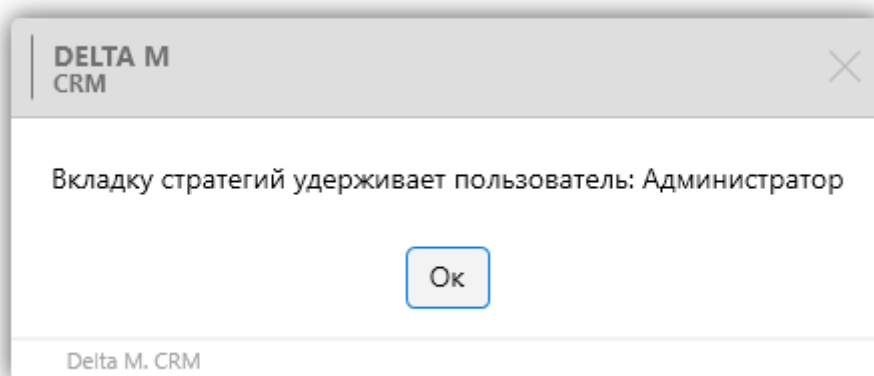 DELTA M
CRM
Вкладку стратегий удерживает пользователь: Администратор
Ок
Delta M. CRM